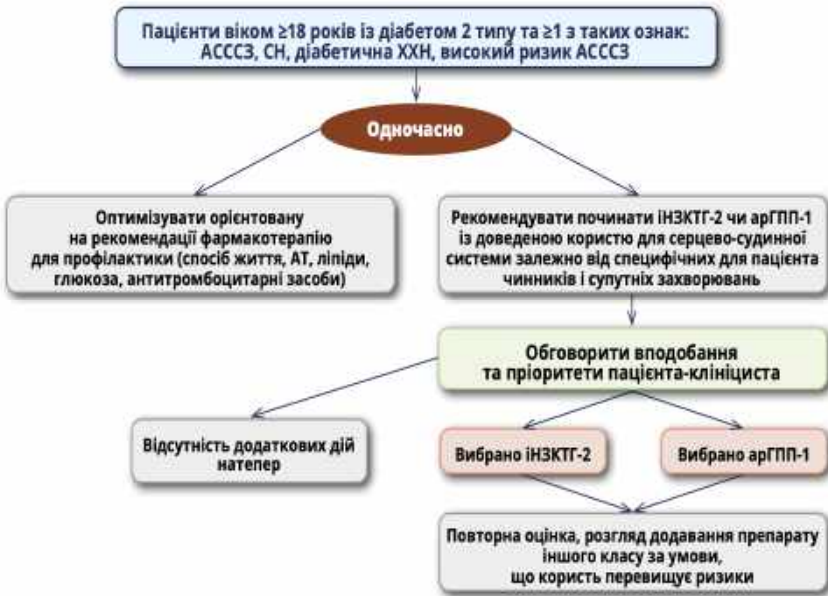 Пацієнти віком ≥18 років із діабетом 2 типу та ≥1 з таких ознак:
АСССЗ, СН, діабетична ХХН, високий ризик АСССЗ
Одночасно
Оптимізувати орієнтовану
на рекомендації фармакотерапію
для профілактики (спосіб життя, АТ, ліпіди,
глюкоза, антитромбоцитарні засоби)
Рекомендувати починати іНЗКТГ-2 чи арГПП-1
із доведеною користю для серцево-судинної
системи залежно від специфічних для пацієнта
чинників і супутніх захворювань
Обговорити вподобання
та пріоритети пацієнта-клініциста
Відсутність додаткових дій
натепер
Вибрано іНЗКТГ-2
Вибрано арГПП-1
Повторна оцінка, розгляд додавання препарату
іншого класу за умови,
що користь перевищує ризики